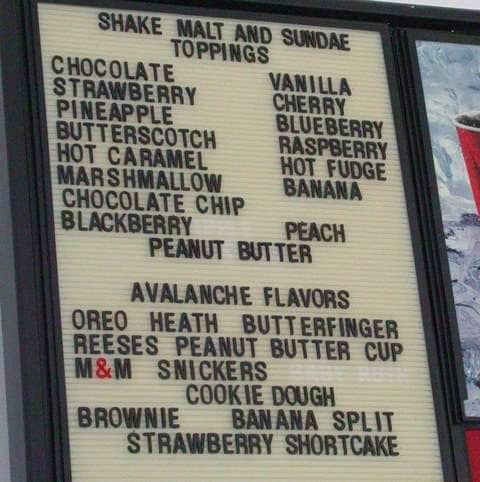 SHAKE MALT AND SUNDAE
TOPPINGS
CHOCOLATE VANILLA
STRAWBERRY CHERRY
PINEAPPLE BLUEBERRY
BUTTERSCOTCH RASPBERRY
HOT CARAMEL HOT FUDGE
MARSHMALLOW BANANA
CHOCOLATE CHIP
BLACKBERRY PEACH
PEANUT BUTTER
AVALANCHE FLAVORS
OREO HEATH BUTTERFINGER
REESES PEANUT BUTTER CUP
M&M SNICKERS
COOKIE DOUGH
BROWNIE BANANA SPLIT
STRAWBERRY SHORTCAKE